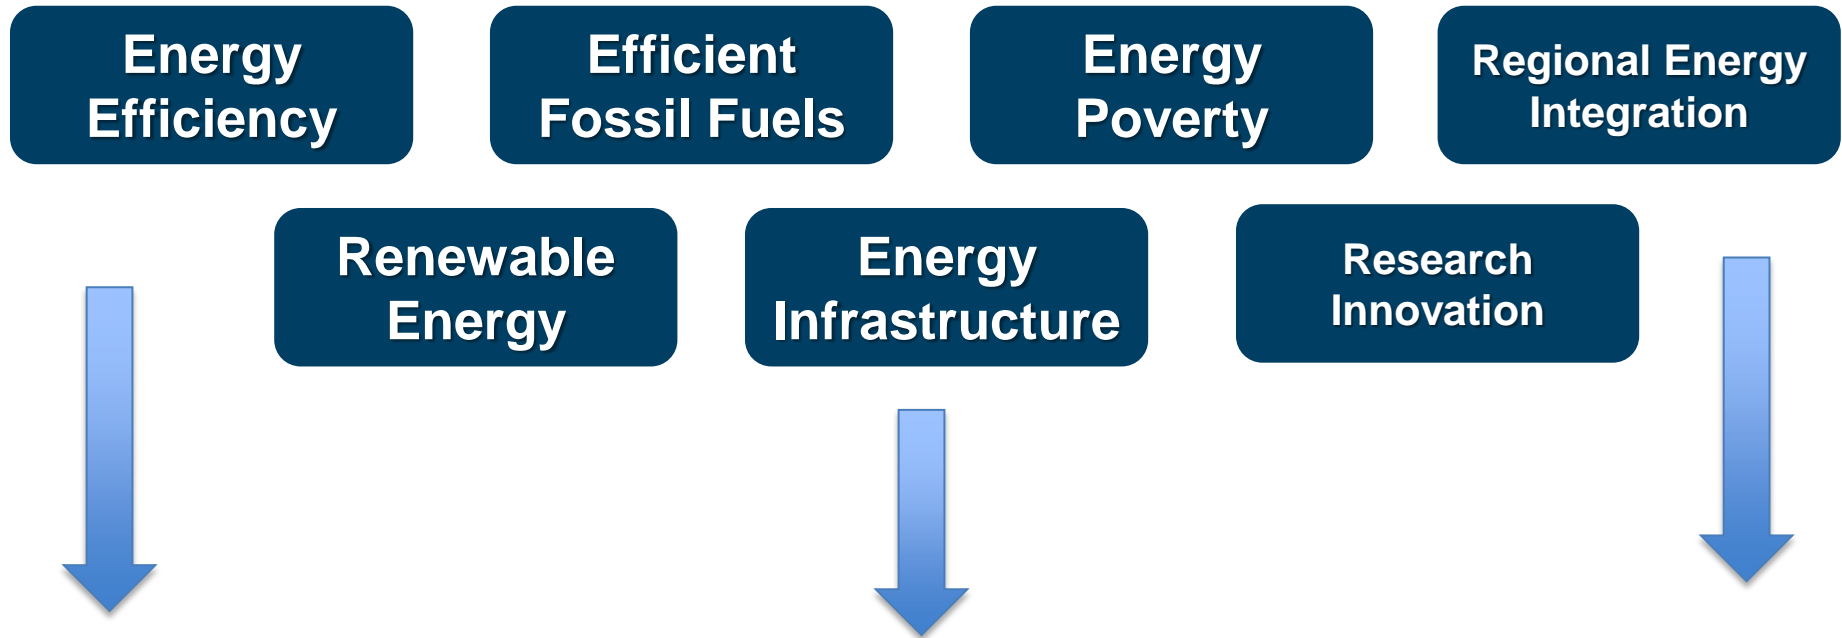 Energy
Efficiency
Efficient
Fossil Fuels
Energy
Poverty
Regional Energy
Integration
Renewable
Energy
Energy
Infrastructure
Research
Innovation